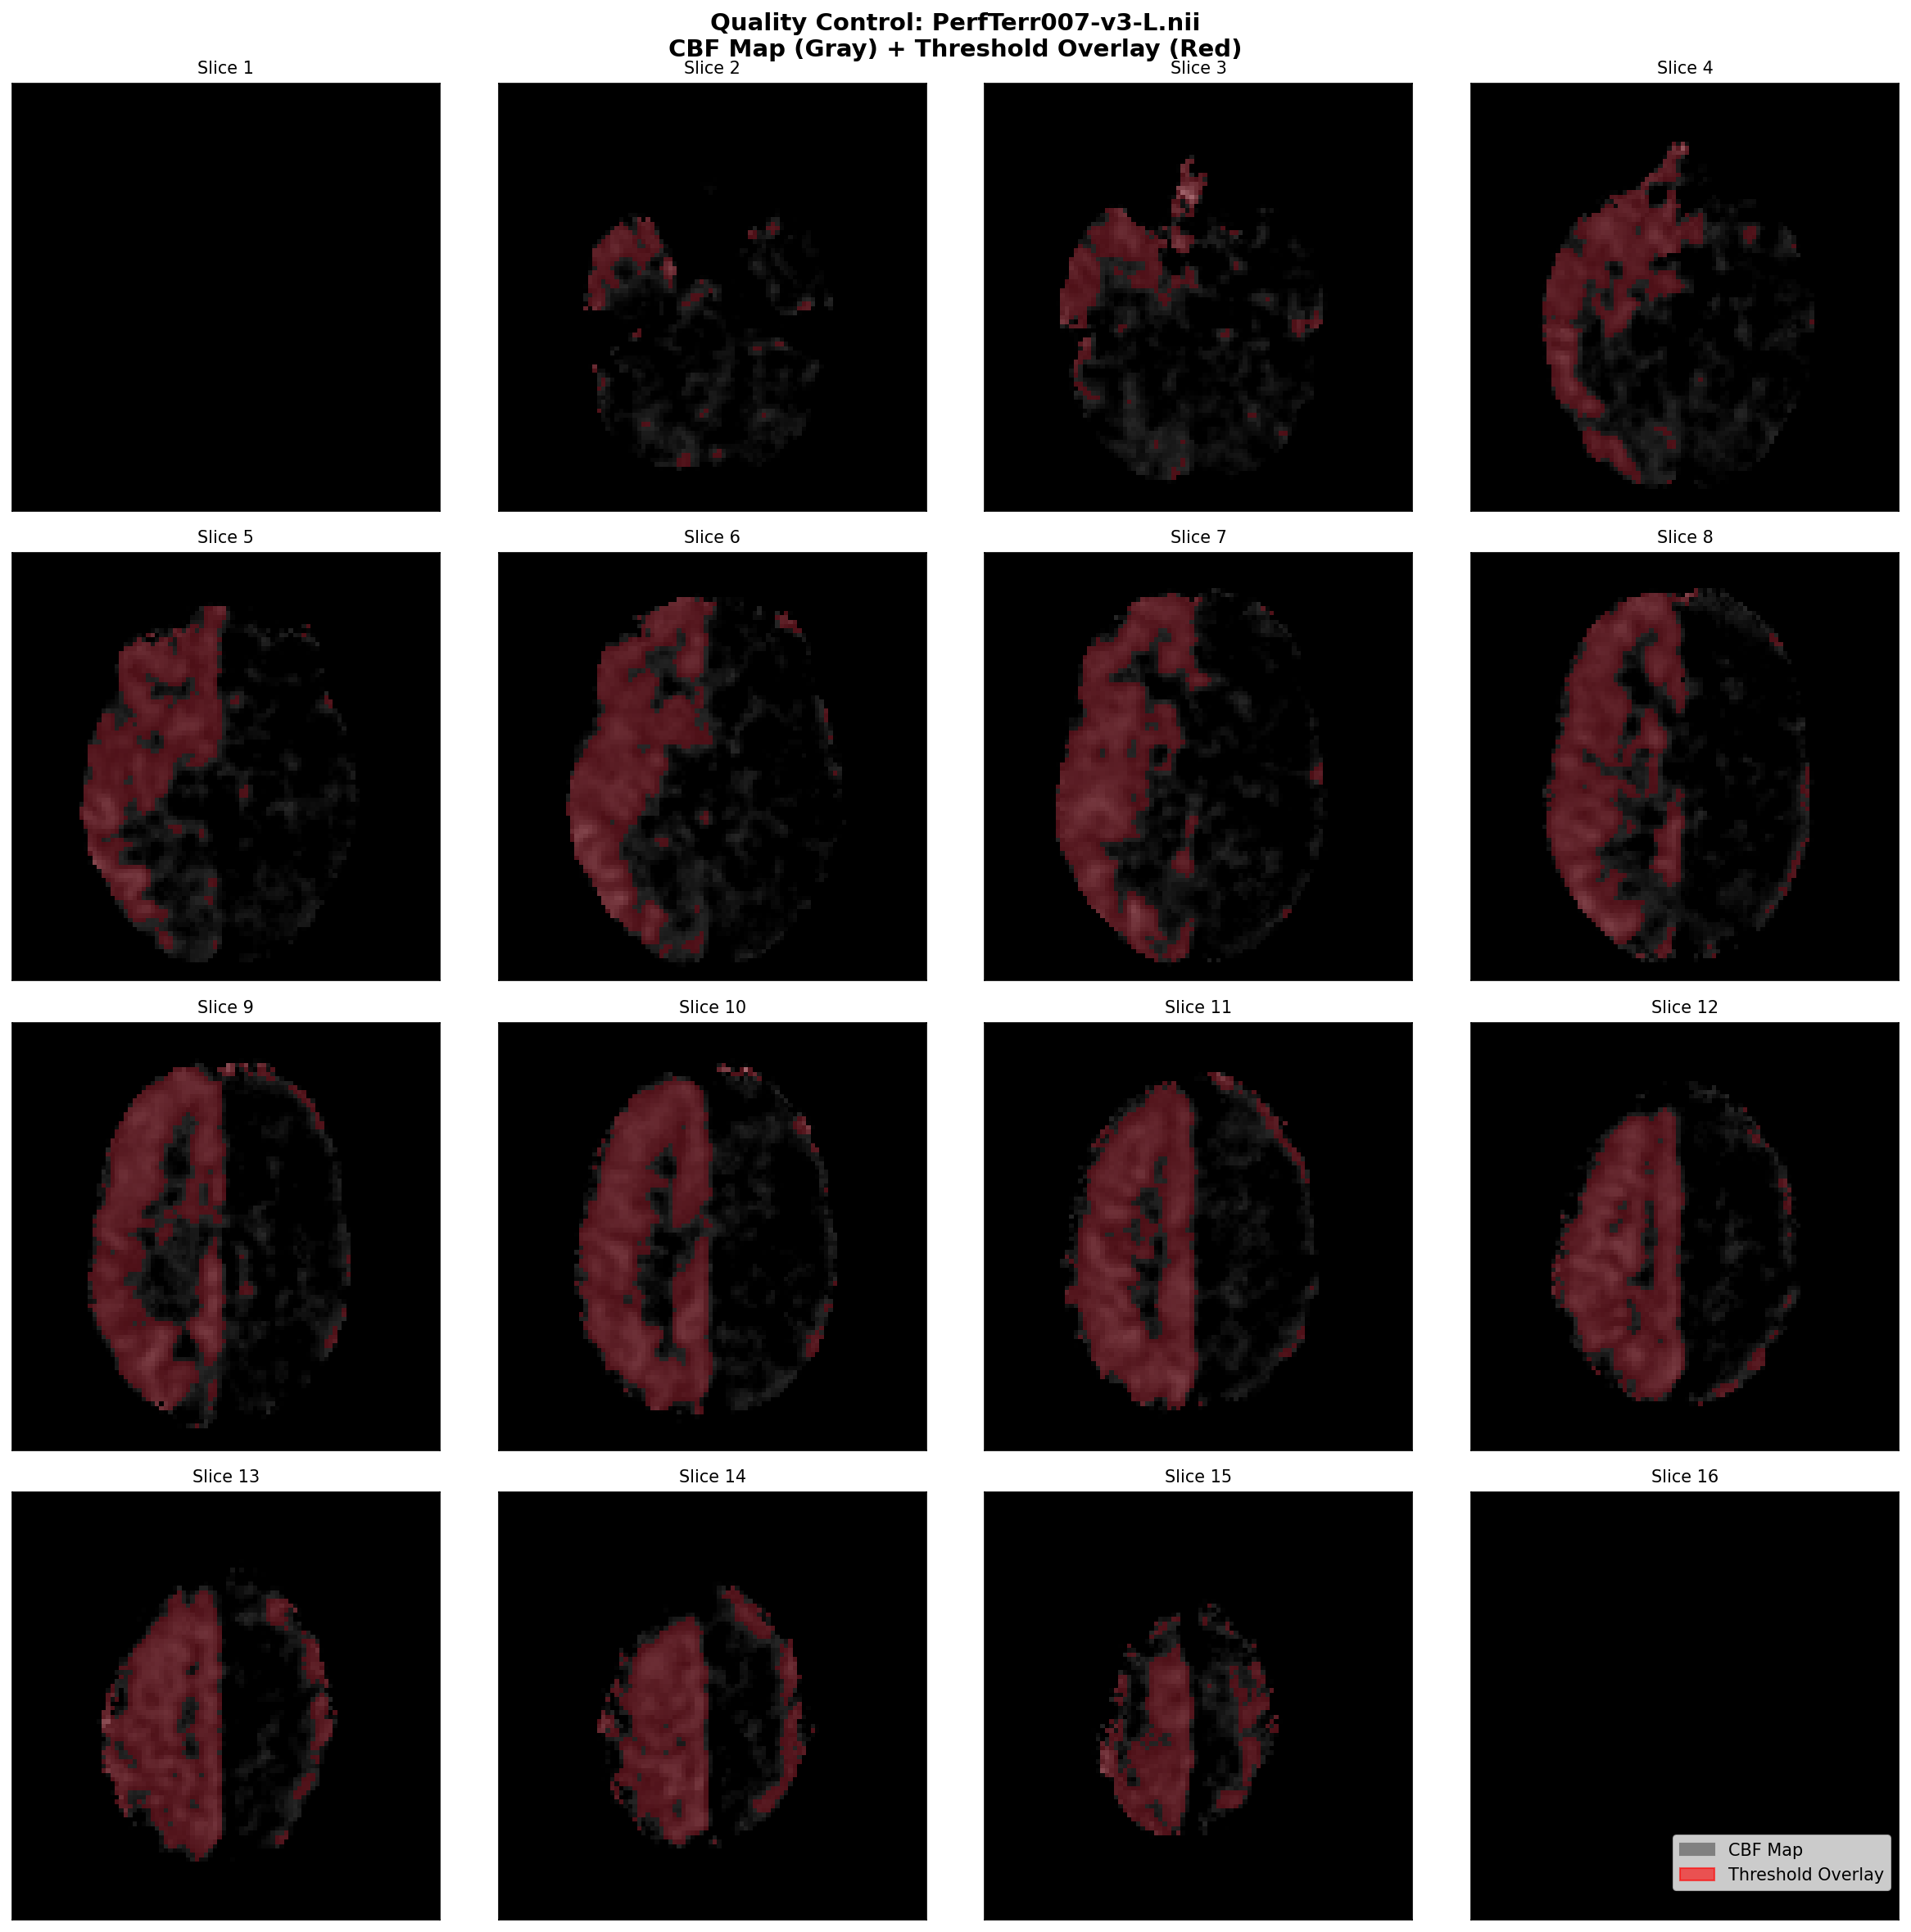 Quality Control: PerfTerr007-v3-L.nii
CBF Map (Gray) + Threshold Overlay (Red)
Slice 1
Slice 2
Slice 3
Slice 4
Slice 5
Slice 6
Slice 7
Slice 8
Slice 9
Slice 10
Slice 11
Slice 12
Slice 13
Slice 14
Slice 15
Slice 16
CBF Map
Threshold Overlay